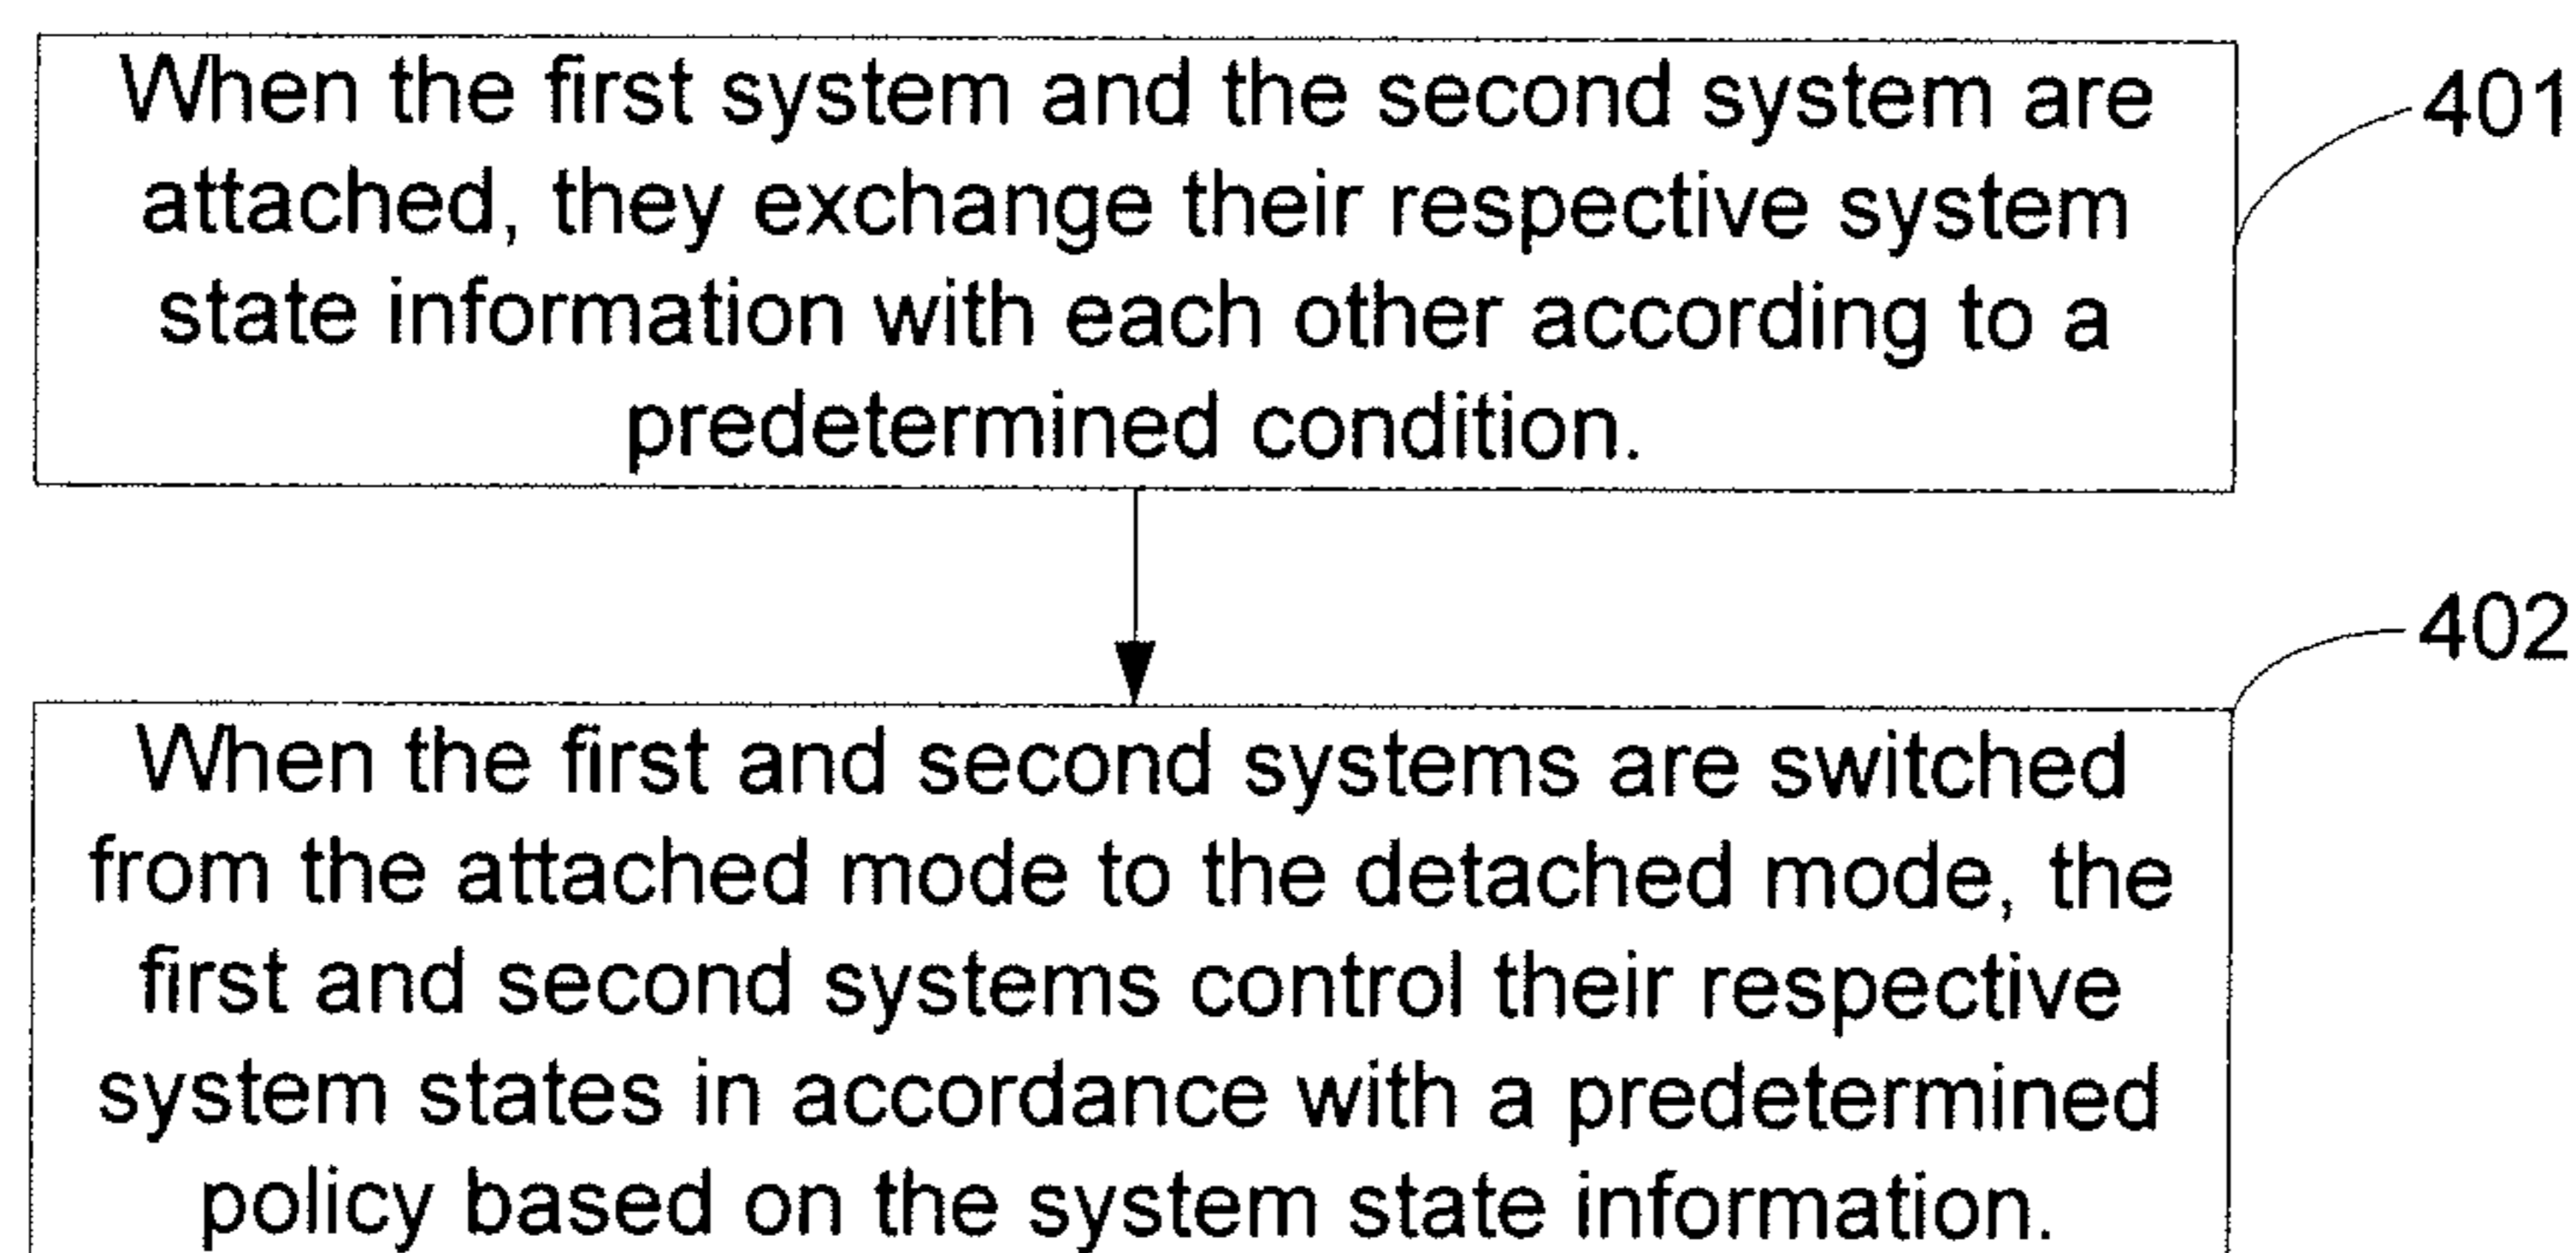 When the first system and the second system are
attached, they exchange their respective system
state information with each other according to a
predetermined condition.
401
402
When the first and second systems are switched
from the attached mode to the detached mode, the
first and second systems control their respective
system states in accordance with a predetermined
policy based on the system state information.